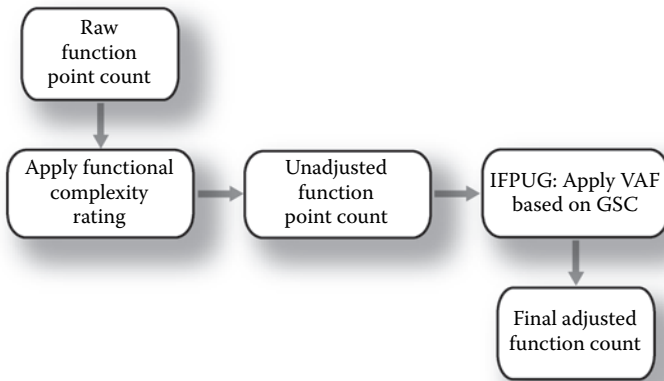 Raw
function
point count
Apply functional
complexity
rating
Unadjusted
function
point count
IFPUG: Apply VAF
based on GSC
Final adjusted
function count